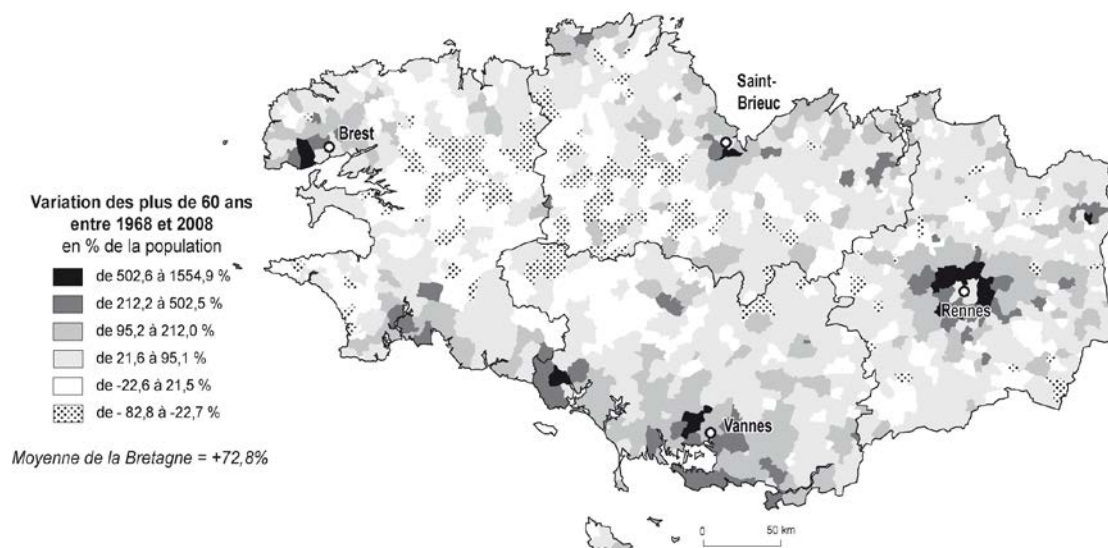 Saint-
Brieuc
Brest
Variation des plus de 60 ans
entre 1968 et 2008
en % de la population
de 502,6 à 1554,9 %
de 212,2 à 502,5 %
de 95,2 à 212,0 %
de 21,6 à 95,1 %
de -22,6 à 21,5 %
de - 82,8 à -22,7 %
Rennes
Vannes
Moyenne de la Bretagne = +72,8%
0 50 km